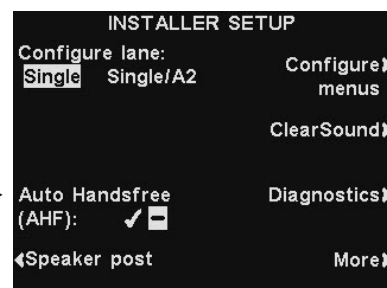 INSTALLER SETUP
Configure lane:
Single Single/A2
Configure
menus
ClearSound
Auto Handsfree
(AHF):
Diagnostics
Speaker post
More